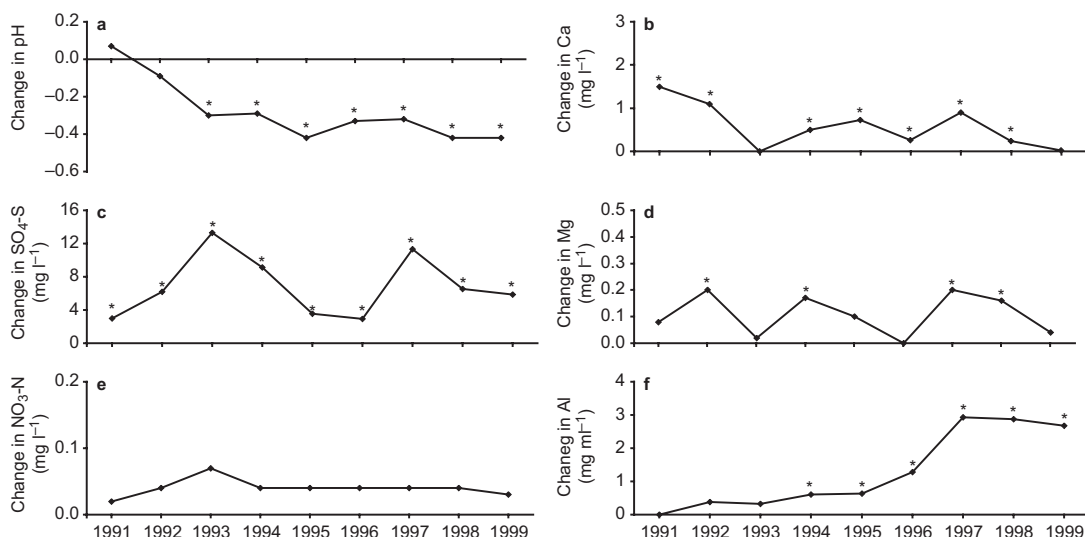 a
Change in pH
0.2
0.0
–0.2
–0.4
–0.6
* * * * * * *
b
Change in Ca
(mg l–1)
3
2
1
0
* * * * * * *
c
Change in SO4-S
(mg l–1)
16
12
8
4
0
* * * * * * * * *
d
Change in Mg
(mg l–1)
0.5
0.4
0.3
0.2
0.1
0.0
* * * *
e
Change in NO3-N
(mg l–1)
0.2
0.1
0.0
1991 1992 1993 1994 1995 1996 1997 1998 1999
f
Chaneg in Al
(mg ml–1)
4
3
2
1
0
* * * * * *
1991 1992 1993 1994 1995 1996 1997 1998 1999